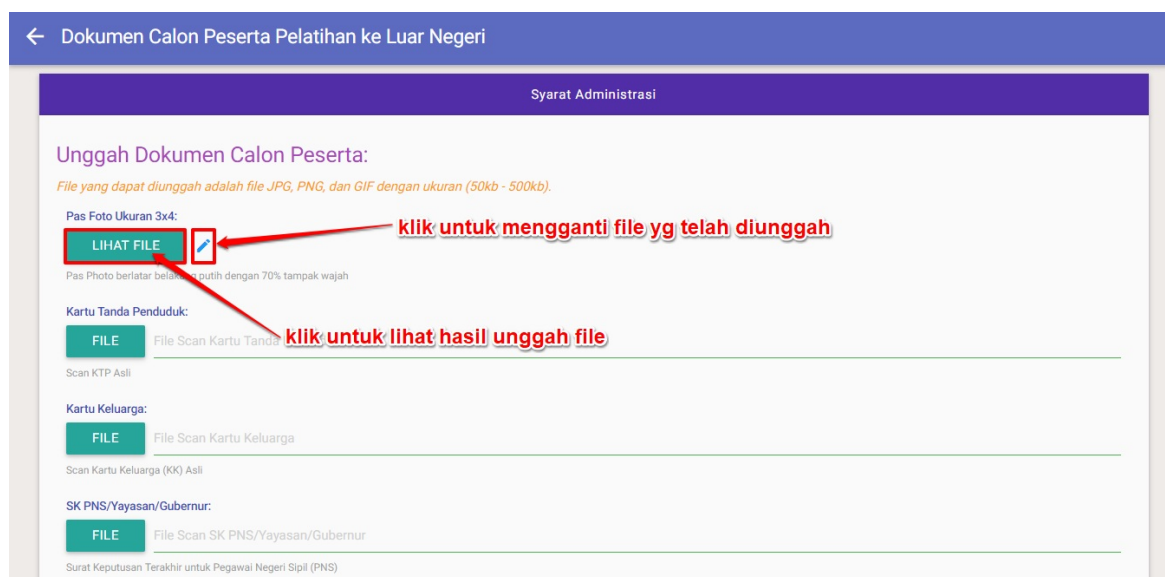 Dokumen Calon Peserta Pelatihan ke Luar Negeri
Syarat Administrasi
Unggah Dokumen Calon Peserta:
File yang dapat diunggah adalah file JPG, PNG, dan GIF dengan ukuran (50kb - 500kb).
Pas Foto Ukuran 3x4:
klik untuk mengganti file yg telah diunggah
LIHAT FILE
Pas Photo berlatar belakang putih dengan 70% tampak wajah
Kartu Tanda Penduduk:
klik untuk lihat hasil unggah file
FILE File Scan Kartu Tanda
Scan KTP Asli
Kartu Keluarga:
FILE File Scan Kartu Keluarga
Scan Kartu Keluarga (KK) Asli
SK PNS/Yayasan/Gubernur:
FILE File Scan SK PNS/Yayasan/Gubernur
Surat Keputusan Terakhir untuk Pegawai Negeri Sipil (PNS)